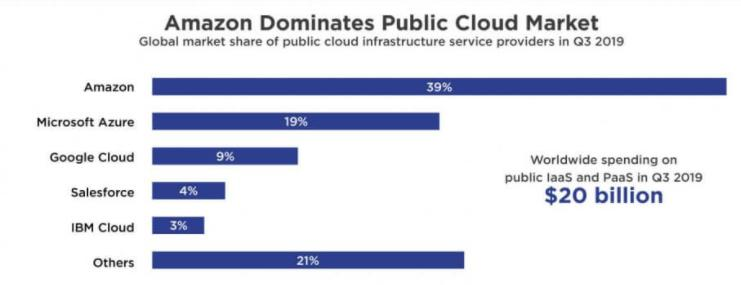 Amazon Dominates Public Cloud Market
Global market share of public cloud infrastructure service providers in Q3 2019
Amazon 39%
Microsoft Azure 19%
Google Cloud 9%
Salesforce 4%
IBM Cloud 3%
Others 21%
Worldwide spending on
public IaaS and PaaS in Q3 2019
$20 billion